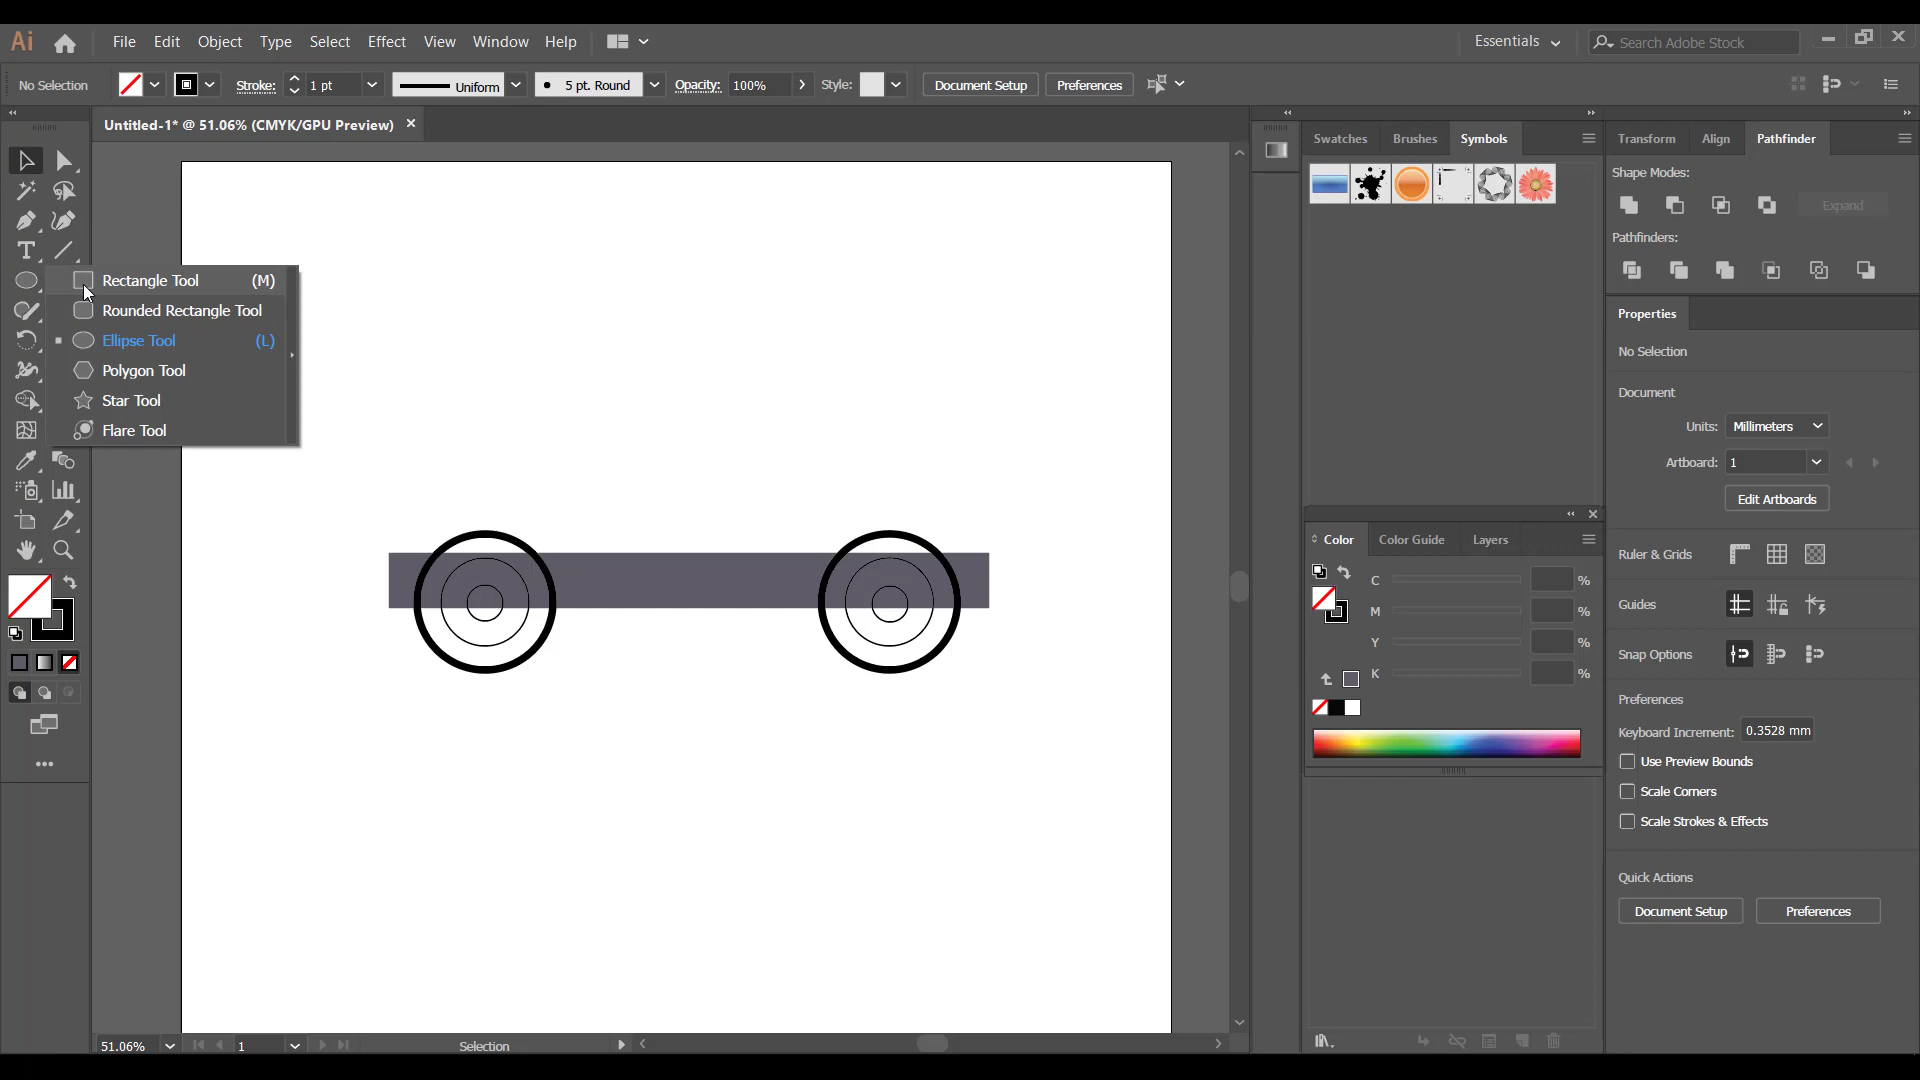 Ai File Edit Object Type Select Effect View Window Help Essentials Search Adobe Stock
No Selection Stroke: 1 pt Uniform 5 pt. Round Opacity: 100% Style: Document Setup Preferences
Untitled-1* @ 51.06% (CMYK/GPU Preview)
Rectangle Tool (M)
Rounded Rectangle Tool
Ellipse Tool (L)
Polygon Tool
Star Tool
Flare Tool
51.06% 1 Selection
Swatches Brushes Symbols
Color Color Guide Layers
C %
M %
Y %
K %
Transform Align Pathfinder
Shape Modes:
Expand
Pathfinders:
Properties
No Selection
Document
Units: Millimeters
Artboard: 1
Edit Artboards
Ruler & Grids
Guides
Snap Options
Preferences
Keyboard Increment: 0.3528 mm
Use Preview Bounds
Scale Corners
Scale Strokes & Effects
Quick Actions
Document Setup Preferences